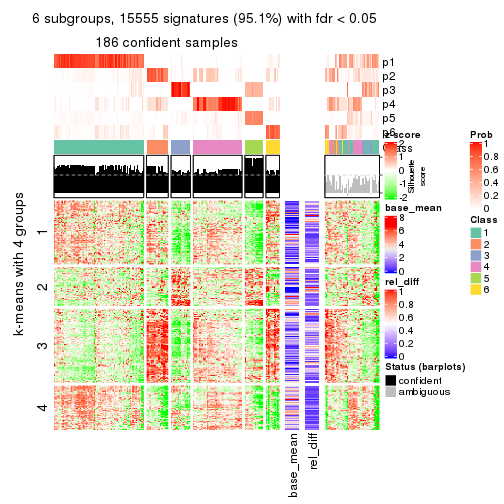 6 subgroups, 15555 signatures (95.1%) with fdr < 0.05
186 confident samples
p1
p2
p3
p4
p5
p6
Class
Silhouette
score
z_score
2
1
0
-1
-2
base_mean
8
6
4
2
0
rel_diff
1
0.8
0.6
0.4
0.2
0
Status (barplots)
confident
ambiguous
Prob
1
0.8
0.6
0.4
0.2
0
Class
1
2
3
4
5
6
k-means with 4 groups
1
2
3
4
base_mean
rel_diff